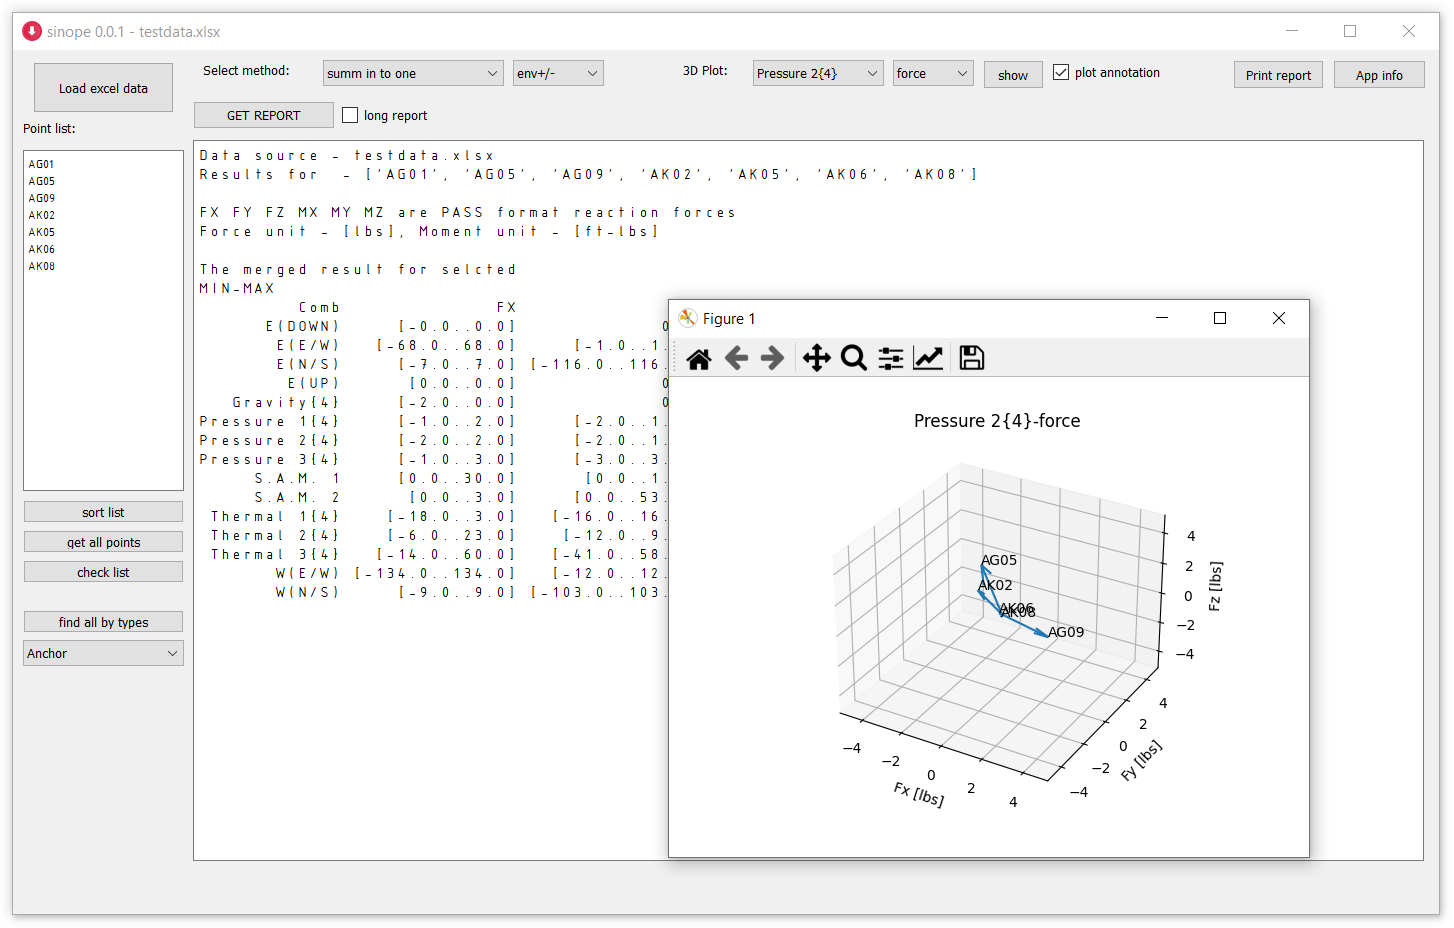 sinope 0.0.1 - testdata.xlsx
Load excel data
Select method:
summ in to one
env+/-
3D Plot:
Pressure 2{4}
force
show
plot annotation
Print report
App info
GET REPORT
long report
Point list:
AG01
AG05
AG09
AK02
AK05
AK06
AK08
sort list
get all points
check list
find all by types
Anchor
Data source - testdata.xlsx
Results for  - ['AG01', 'AG05', 'AG09', 'AK02', 'AK05', 'AK06', 'AK08']
FX FY FZ MX MY MZ are PASS format reaction forces
Force unit - [lbs], Moment unit - [ft-lbs]
The merged result for selcted
MIN-MAX
Comb FX
E(DOWN) [-0.0..0.0] 0
E(E/W) [-68.0..68.0] [-1.0..1.
E(N/S) [-7.0..7.0] [-116.0..116.
E(UP) [0.0..0.0] 0
Gravity{4} [-2.0..0.0] 0
Pressure 1{4} [-1.0..2.0] [-2.0..1.
Pressure 2{4} [-2.0..2.0] [-2.0..1.
Pressure 3{4} [-1.0..3.0] [-3.0..3.
S.A.M. 1 [0.0..30.0] [0.0..1.
S.A.M. 2 [0.0..3.0] [0.0..53.
Thermal 1{4} [-18.0..3.0] [-16.0..16.
Thermal 2{4} [-6.0..23.0] [-12.0..9.
Thermal 3{4} [-14.0..60.0] [-41.0..58.
W(E/W) [-134.0..134.0] [-12.0..12.
W(N/S) [-9.0..9.0] [-103.0..103.
Figure 1
Pressure 2{4}-force
AG05
AK02
AK06
AK08
AG09
4
2
0
−2
−4
Fz [lbs]
4
2
0
−2
−4
Fy [lbs]
−4
−2
0
2
4
Fx [lbs]